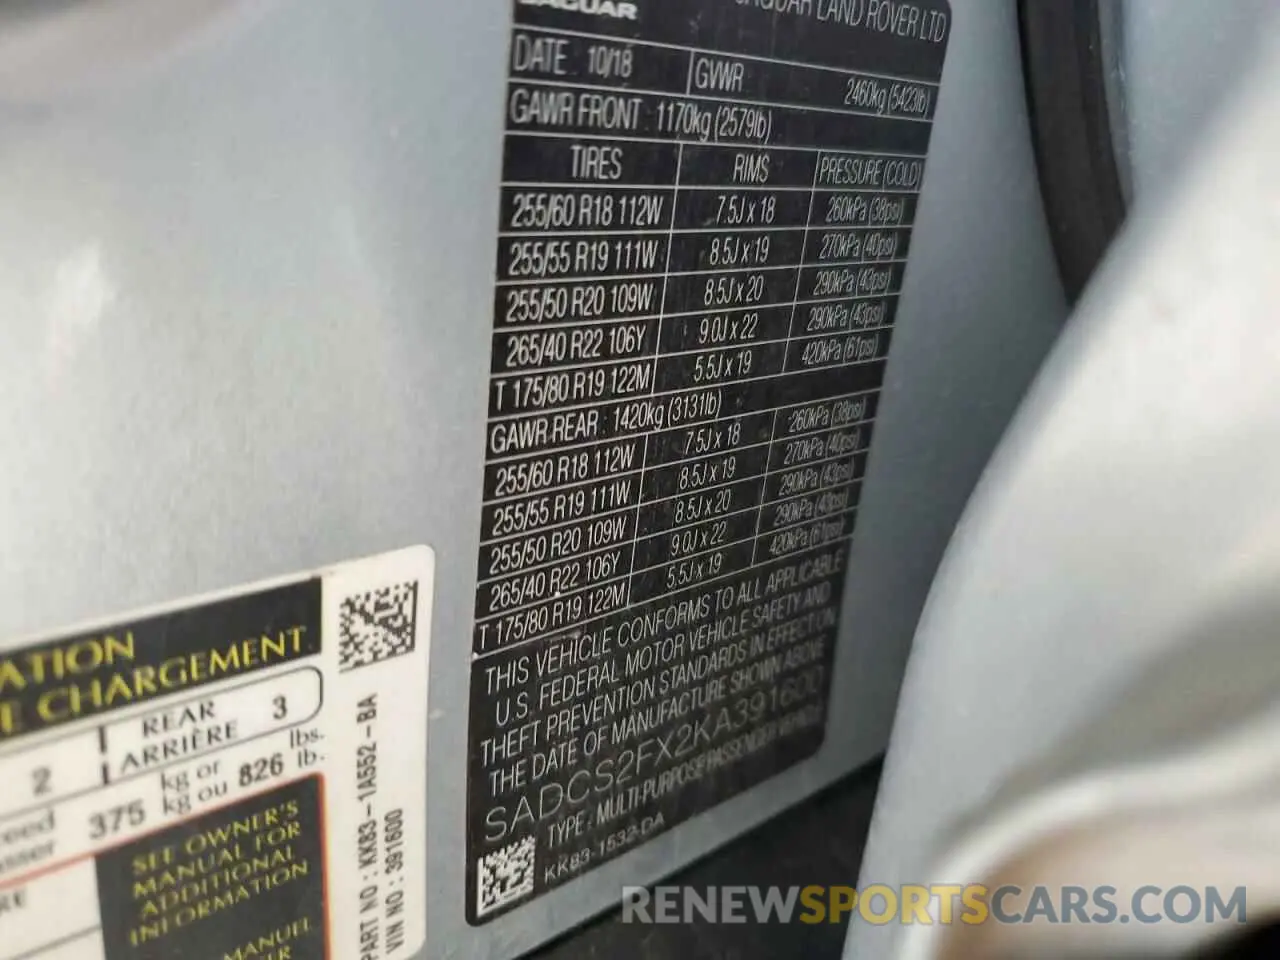 JAGUAR
JAGUAR LAND ROVER LTD
DATE 10/18
GVWR 2460kg (5423lb)
GAWR FRONT : 1170kg (2579lb)
TIRES RIMS PRESSURE (COLD)
255/60 R18 112W 7.5J x 18 260kPa (38psi)
255/55 R19 111W 8.5J x 19 270kPa (40psi)
255/50 R20 109W 8.5J x 20 290kPa (43psi)
265/40 R22 106Y 9.0J x 22 290kPa (43psi)
T 175/80 R19 122M 5.5J x 19 420kPa (61psi)
GAWR REAR : 1420kg (3131lb)
255/60 R18 112W 7.5J x 18 260kPa (38psi)
255/55 R19 111W 8.5J x 19 270kPa (40psi)
255/50 R20 109W 8.5J x 20 290kPa (43psi)
265/40 R22 106Y 9.0J x 22 290kPa (43psi)
T 175/80 R19 122M 5.5J x 19 420kPa (61psi)
THIS VEHICLE CONFORMS TO ALL APPLICABLE
U.S. FEDERAL MOTOR VEHICLE SAFETY AND
THEFT PREVENTION STANDARDS IN EFFECT ON
THE DATE OF MANUFACTURE SHOWN ABOVE
SADCS2FX2KA391600
TYPE : MULTI-PURPOSE PASSENGER VEHICLE
KK83-1532-DA
ATION
E CHARGEMENT
2
REAR 3
ARRIÈRE
375 kg or 826 lbs.
kg ou lb.
SEE OWNER'S
MANUAL FOR
ADDITIONAL
INFORMATION
MANUEL
PART NO : KK83-1A552-BA
VIN NO : 391600
RENEWSPORTSCARS.COM